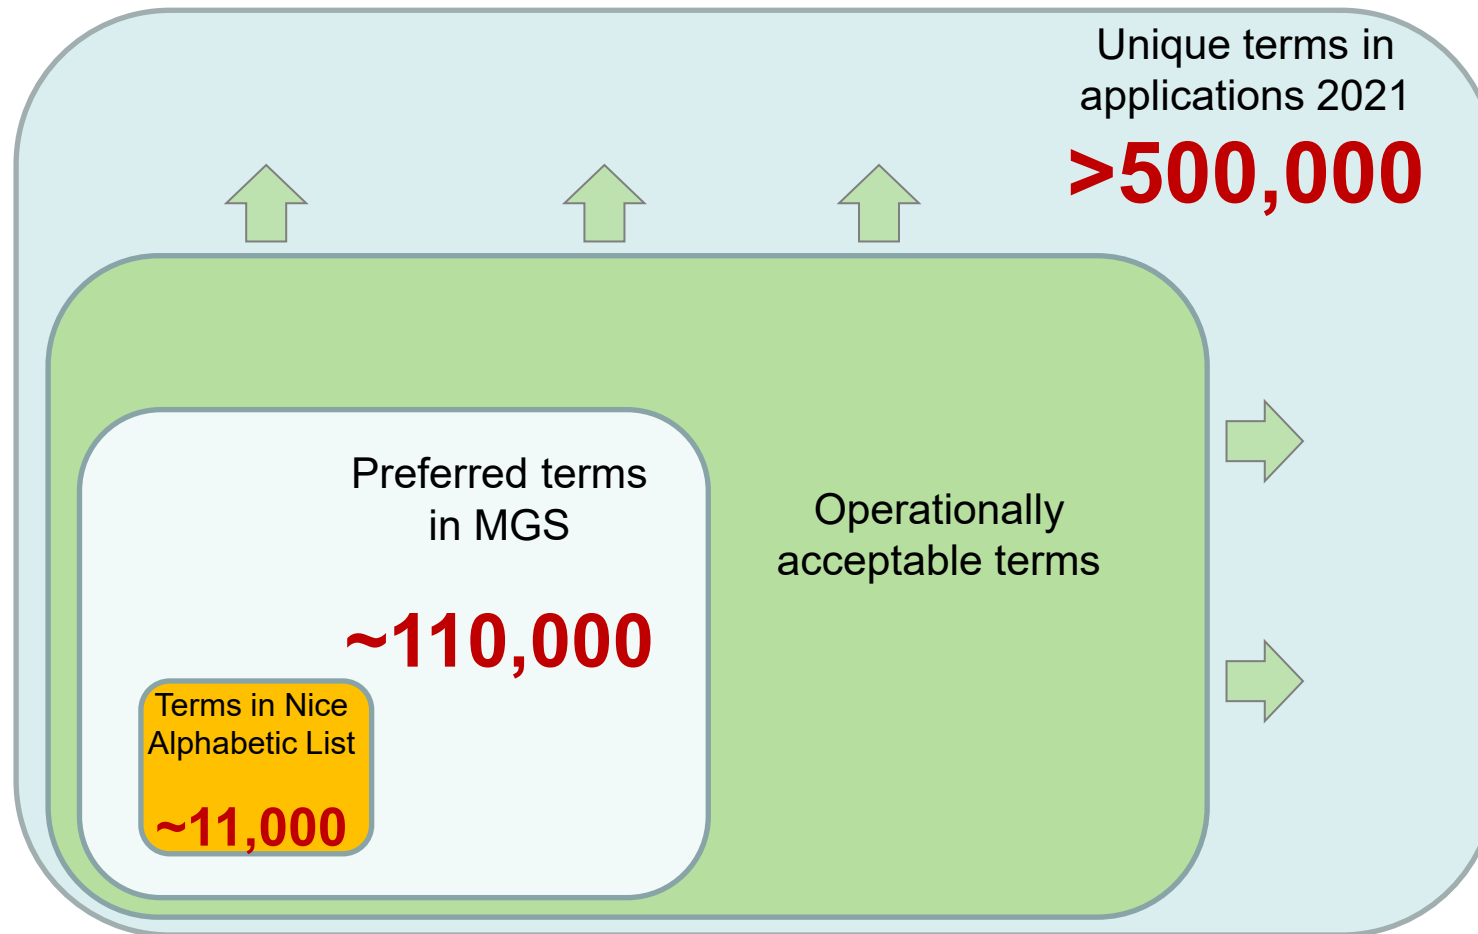 Unique terms in
applications 2021
>500,000
Preferred terms
in MGS
~110,000
Operationally
acceptable terms
Terms in Nice
Alphabetic List
~11,000